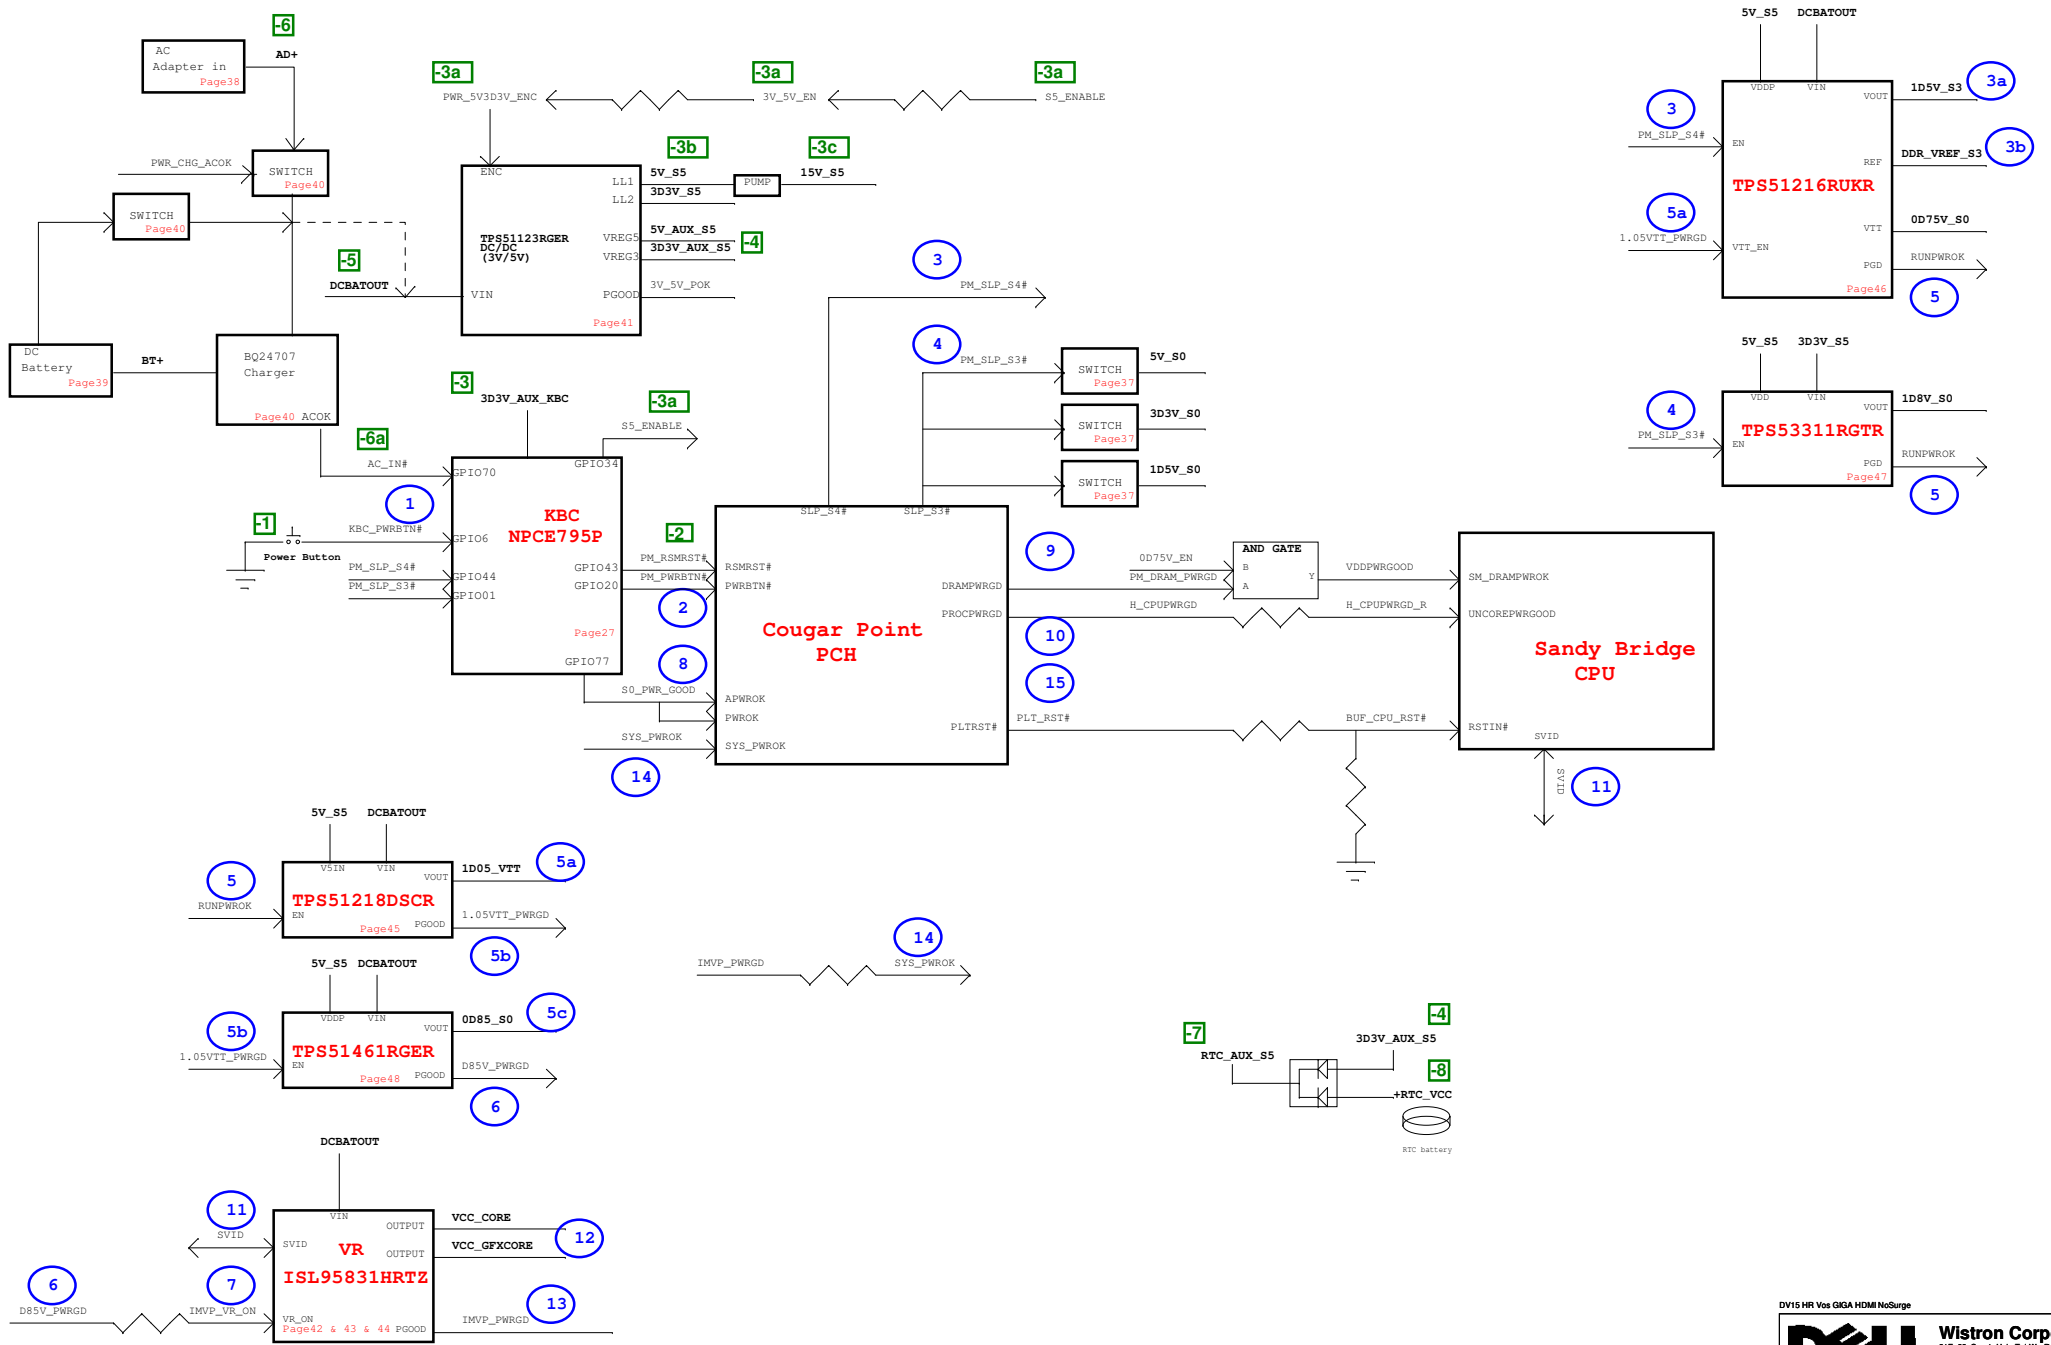 -6
AC
Adapter in
Page38
AD+
PWR_CHG_ACOK
SWITCH
Page40
SWITCH
Page40
-5
DCBATOUT
DC
Battery
Page39
BT+
BQ24707
Charger
Page40 ACOK
-6a
AC_IN#
-3a
-3a
-3a
PWR_5V3D3V_ENC
3V_5V_EN
S5_ENABLE
ENC
TPS51123RGER
DC/DC
(3V/5V)
VIN
LL1
LL2
VREG5
VREG3
PGOOD
Page41
-3b
-3c
5V_S5
PUMP
15V_S5
3D3V_S5
5V_AUX_S5
3D3V_AUX_S5
-4
3V_5V_POK
-3
3D3V_AUX_KBC
-3a
S5_ENABLE
GPIO70
GPIO34
1
-1
KBC_PWRBTN#
GPIO6
Power Button
PM_SLP_S4#
GPIO44
PM_SLP_S3#
GPIO01
KBC
NPCE795P
GPIO43
GPIO20
Page27
GPIO77
-2
PM_RSMRST#
PM_PWRBTN#
2
8
S0_PWR_GOOD
SYS_PWROK
14
3
PM_SLP_S4#
4
PM_SLP_S3#
SWITCH
Page37
5V_S0
SWITCH
Page37
3D3V_S0
SWITCH
Page37
1D5V_S0
SLP_S4#
SLP_S3#
RSMRST#
PWRBTN#
Cougar Point
PCH
APWROK
PWROK
SYS_PWROK
DRAMPWRGD
PROCPWRGD
PLTRST#
9
10
15
PLT_RST#
0D75V_EN
PM_DRAM_PWRGD
AND GATE
B
A
Y
VDDPWRGOOD
H_CPUPWRGD
H_CPUPWRGD_R
BUF_CPU_RST#
SM_DRAMPWROK
UNCOREPWRGOOD
Sandy Bridge
CPU
RSTIN#
SVID
SVID
11
5V_S5
DCBATOUT
VDDP
VIN
3
PM_SLP_S4#
EN
TPS51216RUKR
5a
1.05VTT_PWRGD
VTT_EN
VOUT
REF
VTT
PGD
Page46
1D5V_S3
3a
DDR_VREF_S3
3b
0D75V_S0
RUNPWROK
5
5V_S5
3D3V_S5
VDD
VIN
4
PM_SLP_S3#
EN
TPS53311RGTR
VOUT
PGD
Page47
1D8V_S0
RUNPWROK
5
5V_S5
DCBATOUT
V5IN
VIN
5
RUNPWROK
EN
TPS51218DSCR
Page45
VOUT
PGOOD
1D05_VTT
5a
1.05VTT_PWRGD
5b
5V_S5
DCBATOUT
VDDP
VIN
5b
1.05VTT_PWRGD
EN
TPS51461RGER
Page48
VOUT
PGOOD
0D85_S0
5c
D85V_PWRGD
6
IMVP_PWRGD
14
SYS_PWROK
-7
RTC_AUX_S5
-4
3D3V_AUX_S5
-8
+RTC_VCC
RTC battery
DCBATOUT
VIN
11
SVID
SVID
VR
ISL95831HRTZ
OUTPUT
OUTPUT
VCC_CORE
VCC_GFXCORE
12
6
D85V_PWRGD
7
IMVP_VR_ON
VR_ON
Page42 & 43 & 44
PGOOD
IMVP_PWRGD
13
DV15 HR Vos GIGA HDMI NoSurge
DELL
Wistron Corp